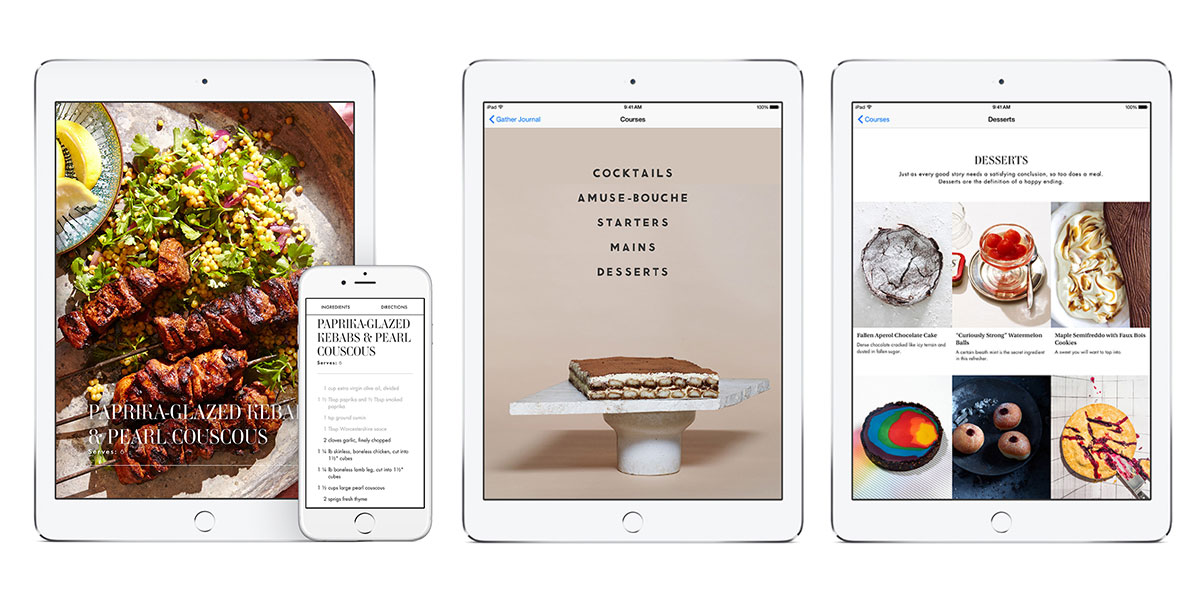 PAPRIKA-GLAZED KEBA
& PEARL COUSCOUS
Serves: 6
INGREDIENTS DIRECTIONS
PAPRIKA-GLAZED
KEBABS & PEARL
COUSCOUS
Serves: 6
1 cup extra-virgin olive oil, divided
1 ½ Tbsp paprika and ½ Tbsp smoked
paprika
1 tsp ground cumin
1 Tbsp Worcestershire sauce
2 cloves garlic, finely chopped
1 ¼ lb skinless, boneless chicken, cut into
1½" cubes
1 ¼ lb boneless lamb leg, cut into 1½"
cubes
1 ½ cups large pearl couscous
2 sprigs fresh thyme
iPad 9:41 AM 100%
Gather Journal Courses
COCKTAILS
AMUSE-BOUCHE
STARTERS
MAINS
DESSERTS
iPad 9:41 AM 100%
Courses Desserts
DESSERTS
Just as every good story needs a satisfying conclusion, so too does a meal.
Desserts are the definition of a happy ending.
Fallen Aperol Chocolate Cake
Dense chocolate cracked like icy terrain and
dusted in fallen sugar.
"Curiously Strong" Watermelon
Balls
A certain breath mint is the secret ingredient
in this refresher.
Maple Semifreddo with Faux Bois
Cookies
A sweet you will want to tap into.